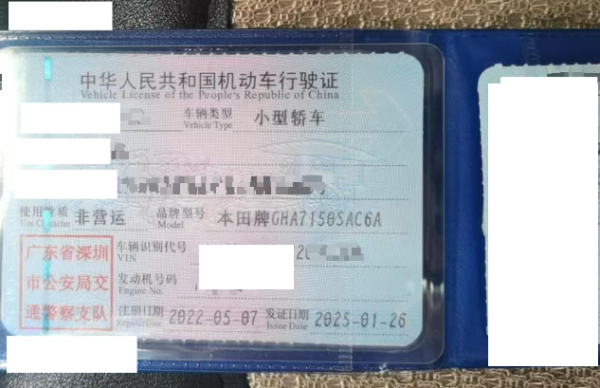 中华人民共和国机动车行驶证
Vehicle License of the People's Republic of China
车辆类型 小型轿车
Vehicle Type
使用性质 非营运 品牌型号 本田牌GHA7150SAC6A
Use Character Model
广东省深圳
市公安局交
通警察支队
车辆识别代号
VIN
发动机号码
Engine No.
注册日期 2022-05-07 发证日期 2025-01-26
Register Date Issue Date